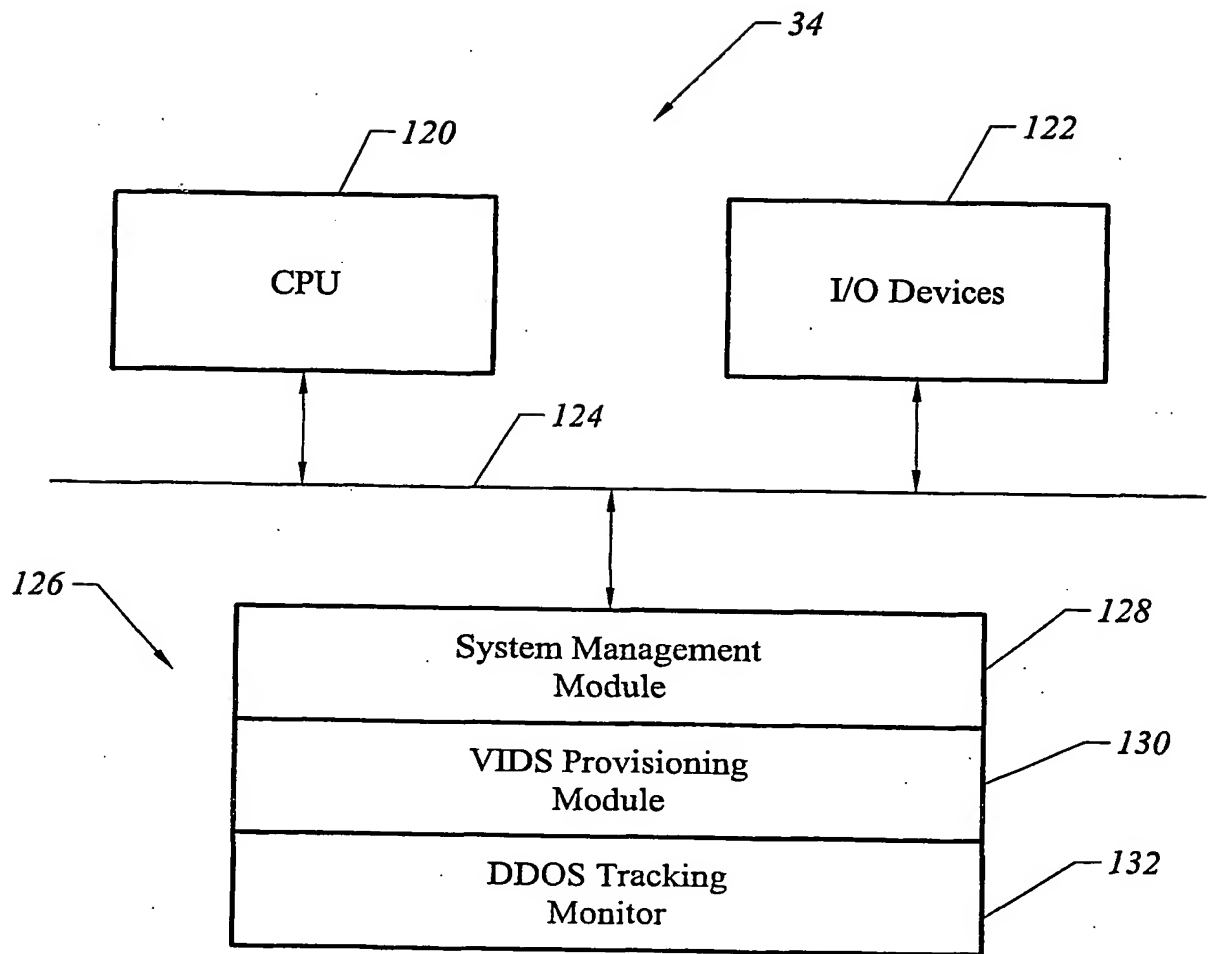 34
120
122
CPU
I/O Devices
124
126
128
System Management
Module
130
VIDS Provisioning
Module
132
DDOS Tracking
Monitor